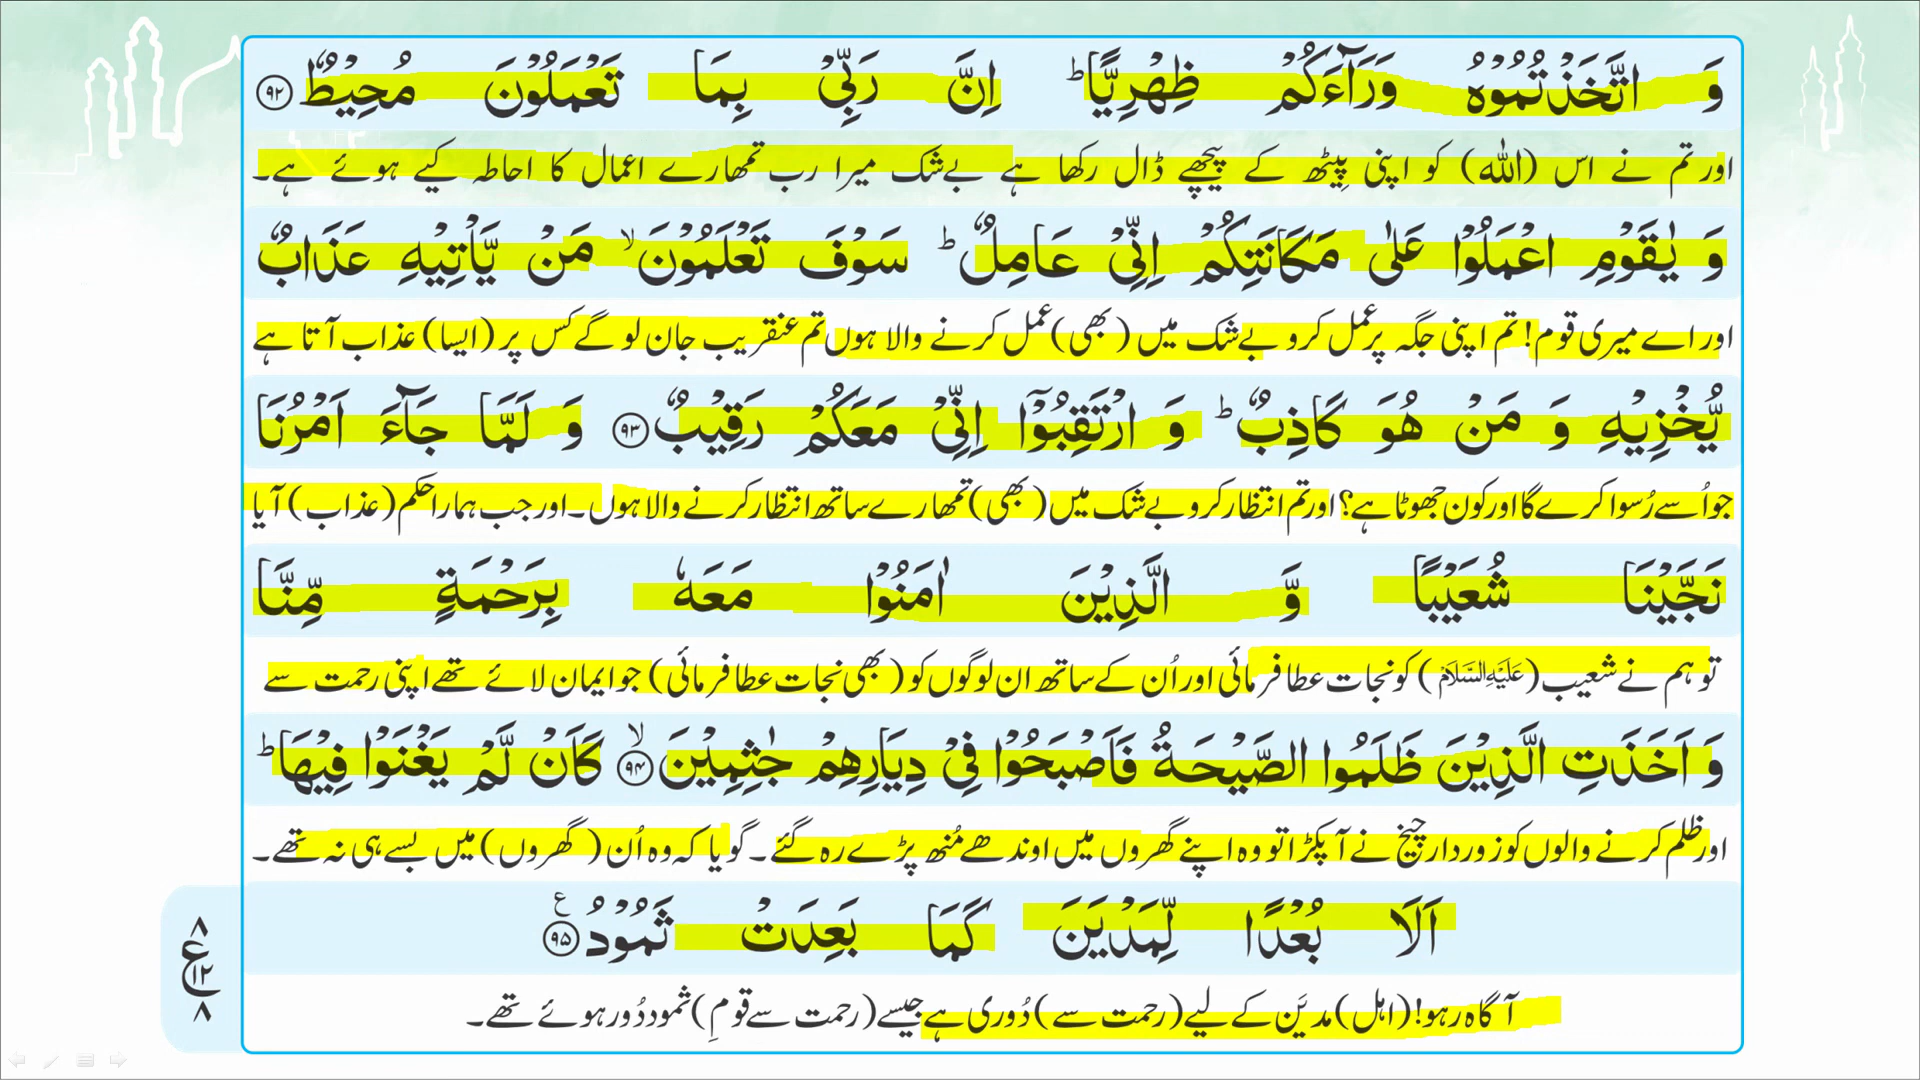 وَ اتَّخَذْتُمُوْهُ وَرَآءَكُمْ ظِهْرِيًّا ؕ اِنَّ رَبِّیْ بِمَا تَعْمَلُوْنَ مُحِیْطٌ ﴿۹۲﴾
اور تم نے اس (اللہ) کو اپنی پِیٹھ کے پیچھے ڈال رکھا ہے بےشک میرا رب تمھارے اعمال کا احاطہ کیے ہوئے ہے۔
وَ یٰقَوْمِ اعْمَلُوْا عَلٰی مَكَانَتِكُمْ اِنِّیْ عَامِلٌ ؕ سَوْفَ تَعْلَمُوْنَ ۙ مَنْ یَّاْتِیْهِ عَذَابٌ
اور اے میری قوم! تم اپنی جگہ پر عمل کرو بےشک میں (بھی) عمل کرنے والا ہوں تم عنقریب جان لو گے کس پر (ایسا) عذاب آتا ہے
یُّخْزِیْهِ وَ مَنْ هُوَ كَاذِبٌ ؕ وَ ارْتَقِبُوْۤا اِنِّیْ مَعَكُمْ رَقِیْبٌ ﴿۹۳﴾ وَ لَمَّا جَآءَ اَمْرُنَا
جو اُسے رُسوا کرے گا اور کون جھوٹا ہے؟ اور تم انتظار کرو بے شک میں (بھی) تمھارے ساتھ انتظار کرنے والا ہوں۔ اور جب ہمارا حکم (عذاب) آیا
نَجَّیْنَا شُعَیْبًا وَّ الَّذِیْنَ اٰمَنُوْا مَعَهٗ بِرَحْمَةٍ مِّنَّا
تو ہم نے شعیب (عَلَيْهِ السَّلَام) کو نجات عطا فرمائی اور اُن کے ساتھ ان لوگوں کو (بھی نجات عطا فرمائی) جو ایمان لائے تھے اپنی رحمت سے
وَ اَخَذَتِ الَّذِیْنَ ظَلَمُوا الصَّیْحَةُ فَاَصْبَحُوْا فِیْ دِیَارِهِمْ جٰثِمِیْنَ ﴿۹۴﴾ ۙ كَاَنْ لَّمْ یَغْنَوْا فِیْهَا ؕ
اور ظلم کرنے والوں کو زوردار چیخ نے آ پکڑا تو وہ اپنے گھروں میں اوندھے مُنھ پڑے رہ گئے۔ گویا کہ وہ اُن (گھروں) میں بسے ہی نہ تھے۔
اَلَا بُعْدًا لِّمَدْیَنَ كَمَا بَعِدَتْ ثَمُوْدُ ﴿۹۵﴾ ع
آگاہ رہو! (اہل) مدیَن کے لیے (رحمت سے) دُوری ہے جیسے (رحمت سے قومِ) ثمود دُور ہوئے تھے۔
۸
ع
۱۲
۸